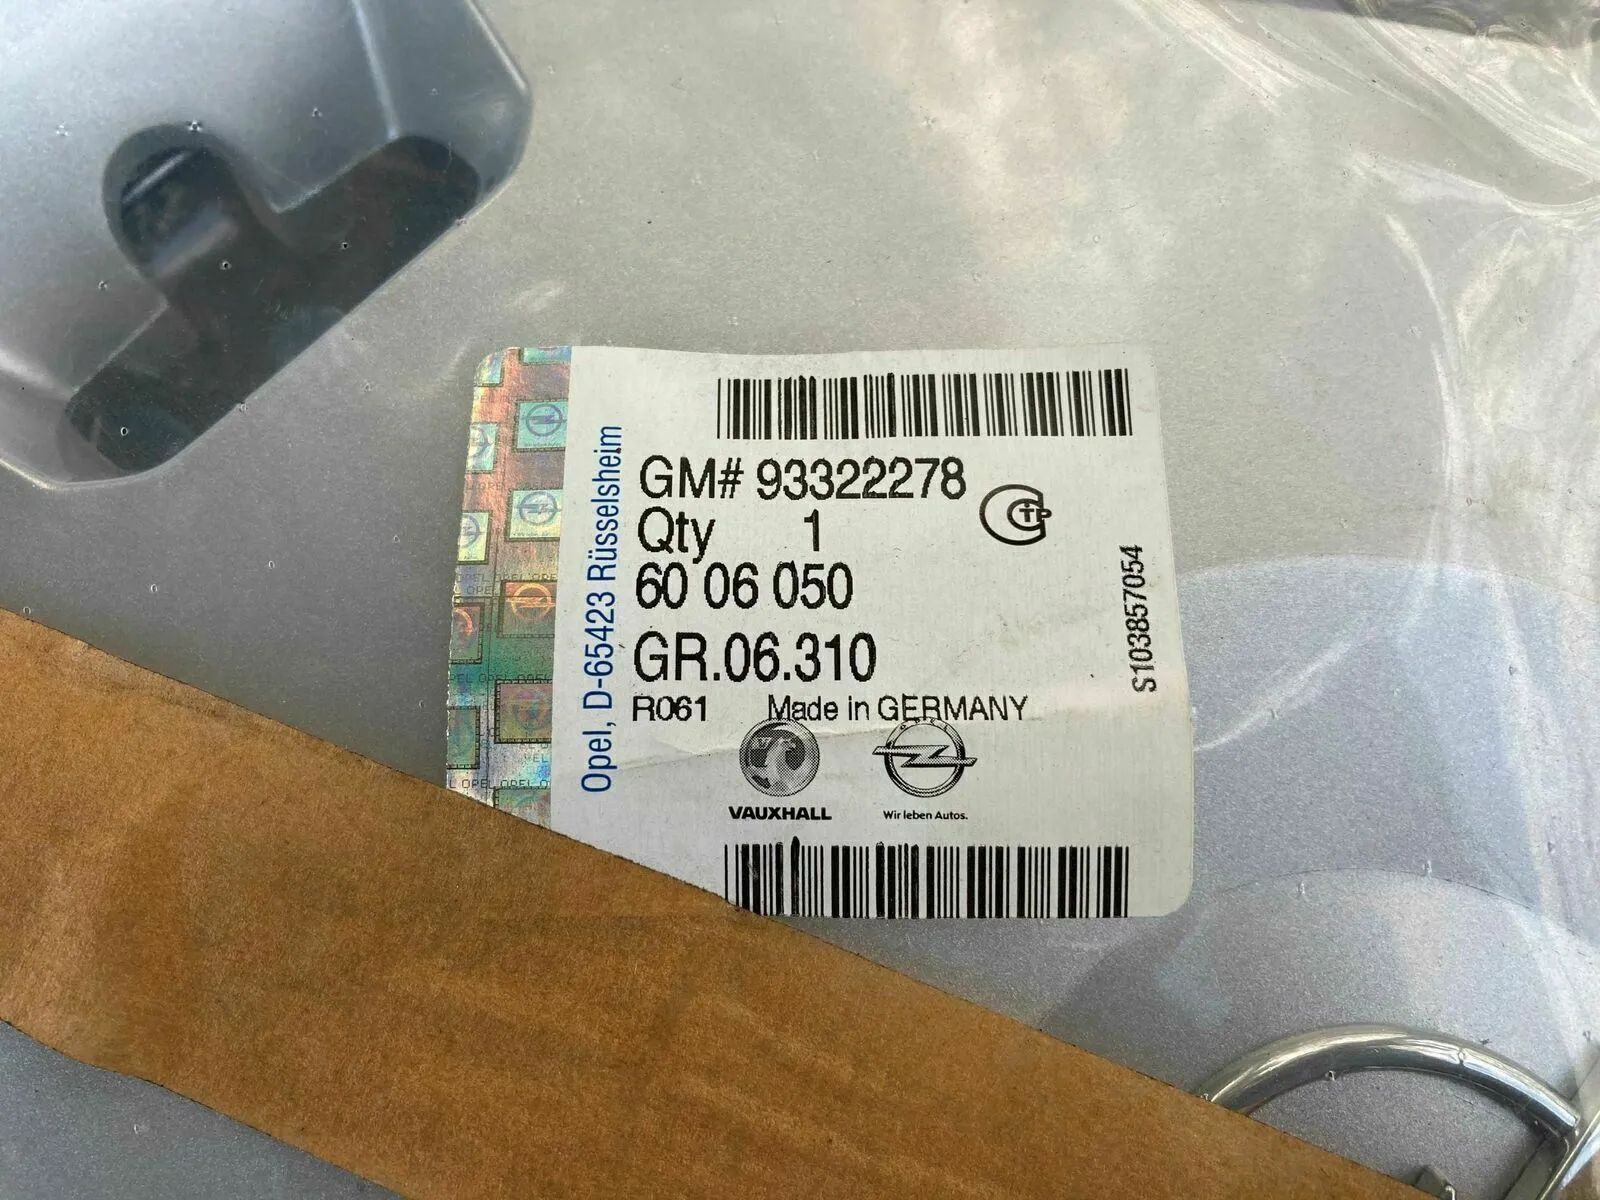 GM# 93322278
Qty 1
60 06 050
GR.06.310
R061 Made in GERMANY
VAUXHALL
Wir leben Autos.
Opel, D-65423 Rüsselsheim
S103857054